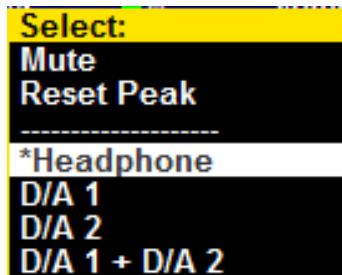 Select:
Mute
Reset Peak
--------------------
*Headphone
D/A 1
D/A 2
D/A 1 + D/A 2